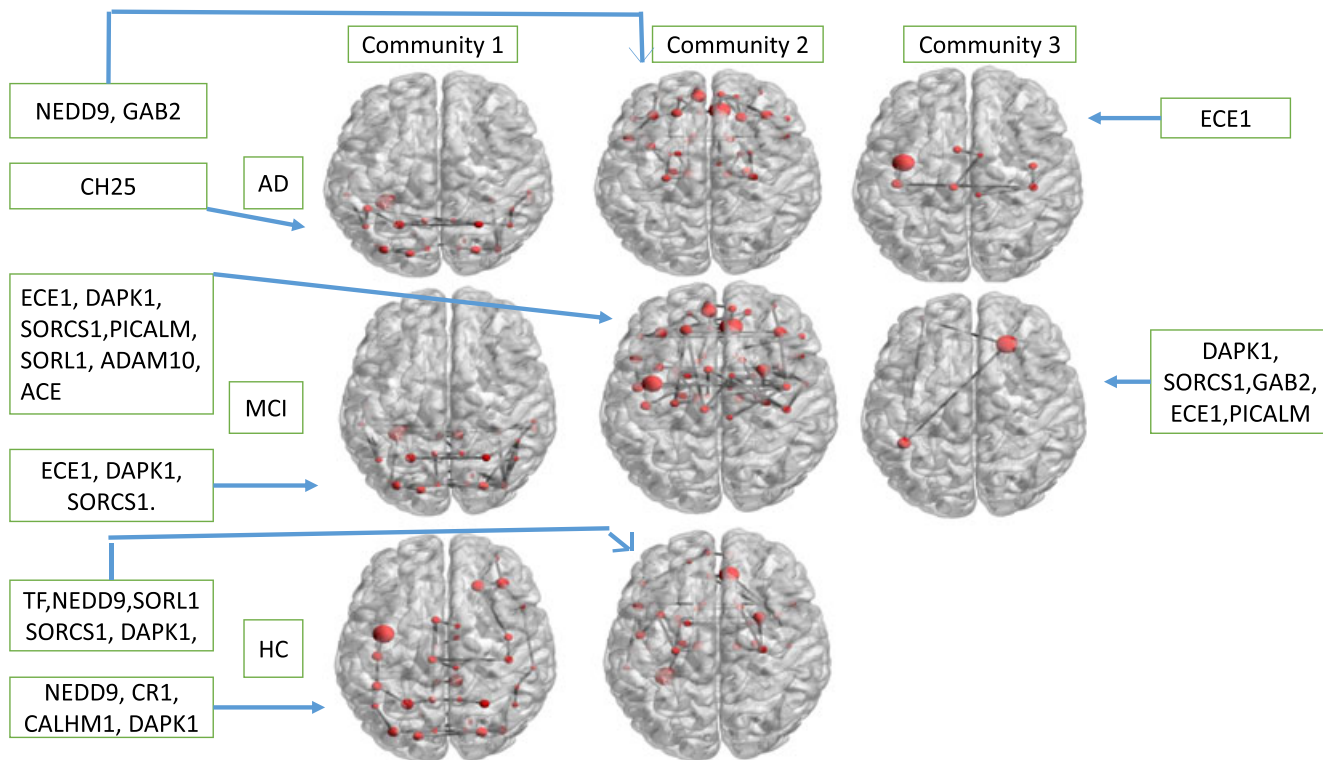 Community 1
Community 2
Community 3
NEDD9, GAB2
ECE1
CH25
AD
ECE1, DAPK1,
SORCS1,PICALM,
SORL1, ADAM10,
ACE
DAPK1,
SORCS1,GAB2,
ECE1,PICALM
MCI
ECE1, DAPK1,
SORCS1.
TF,NEDD9,SORL1
SORCS1, DAPK1,
HC
NEDD9, CR1,
CALHM1, DAPK1